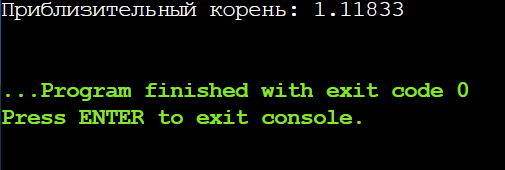 Приблизительный корень: 1.11833
...Program finished with exit code 0
Press ENTER to exit console.